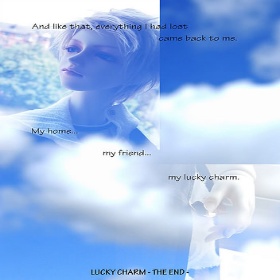 And like that, everything I had lost
came back to me.
My home...
my friend...
my lucky charm.
LUCKY CHARM - THE END -